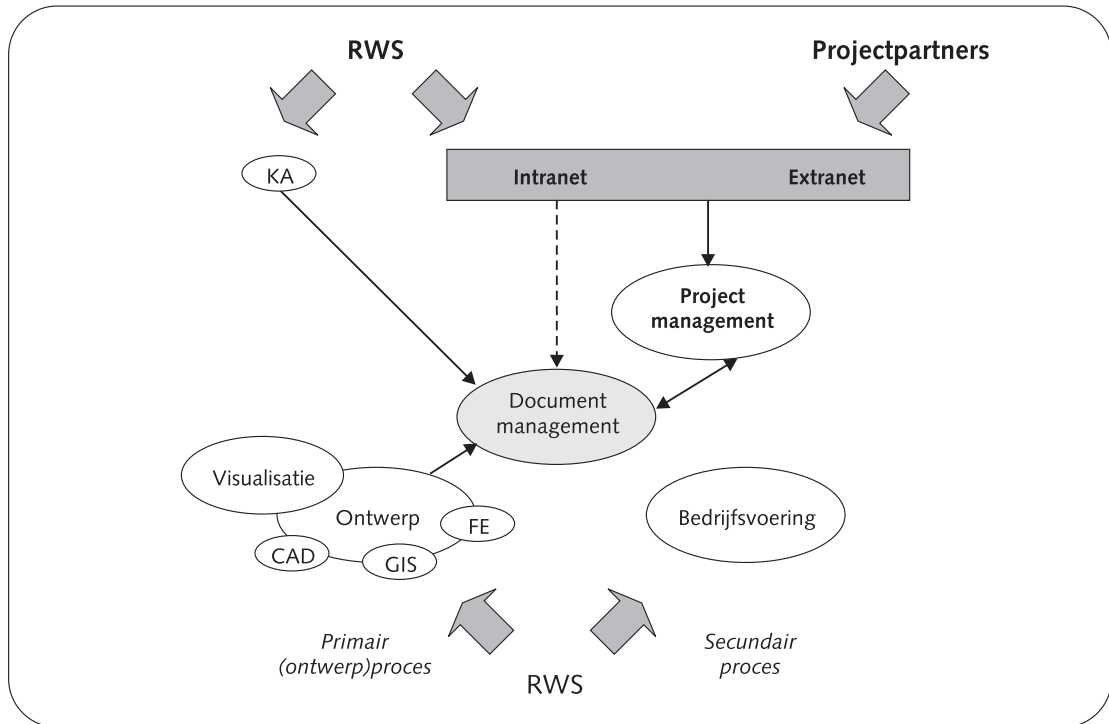 RWS
Projectpartners
KA
Intranet
Extranet
Project
management
Document
management
Visualisatie
Ontwerp
FE
CAD
GIS
Bedrijfsvoering
Primair
(ontwerp)proces
Secundair
proces
RWS